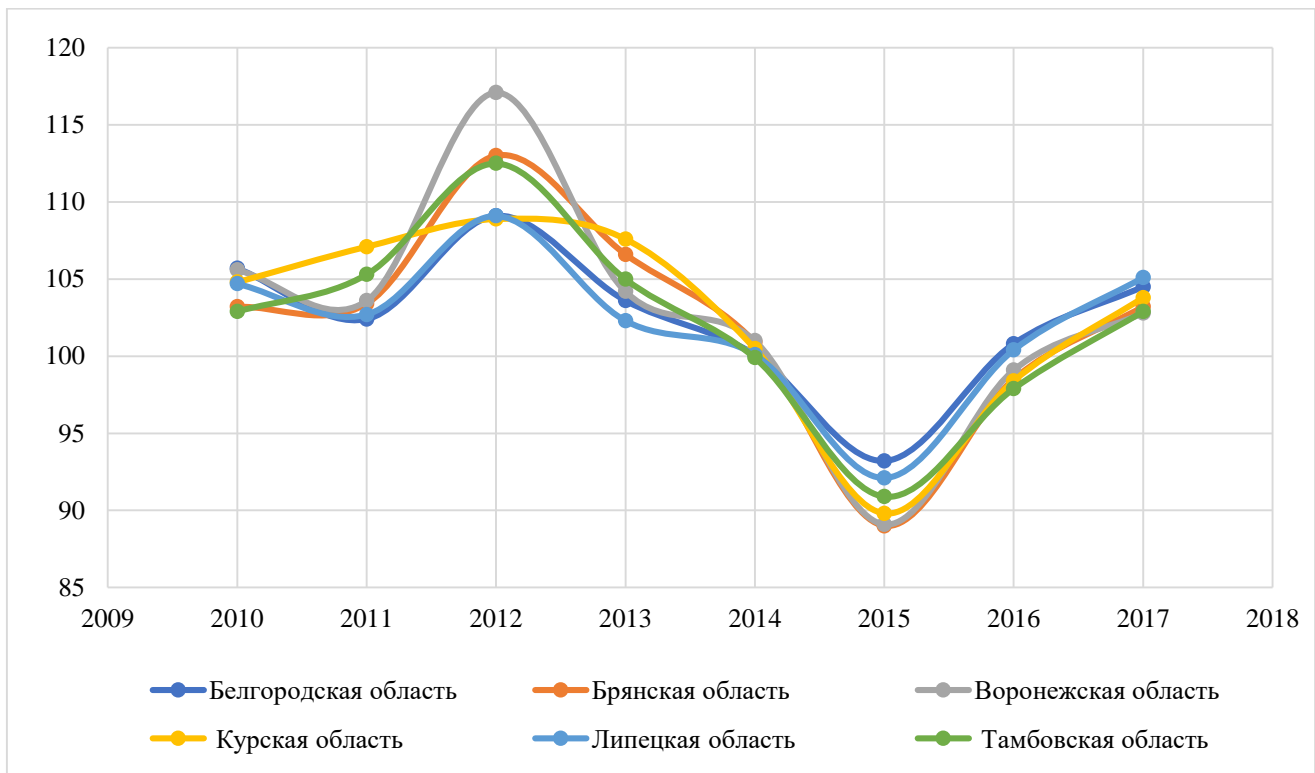 120
115
110
105
100
95
90
85
2009 2010 2011 2012 2013 2014 2015 2016 2017 2018
Белгородская область Брянская область Воронежская область
Курская область Липецкая область Тамбовская область